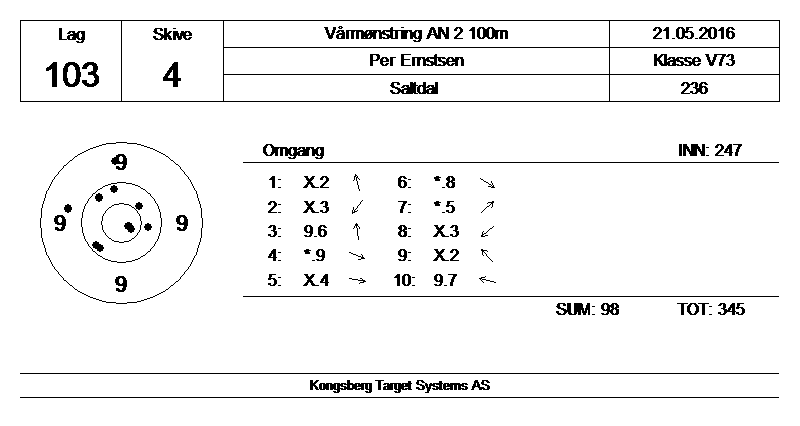 Lag Skive Vårmønstring AN 2 100m 21.05.2016
103 4 Per Ernstsen Klasse V73
Saltdal 236
Omgang INN: 247
1: X.2 6: *.8
2: X.3 7: *.5
3: 9.6 8: X.3
4: *.9 9: X.2
5: X.4 10: 9.7
9
9 9
9
SUM: 98 TOT: 345
Kongsberg Target Systems AS